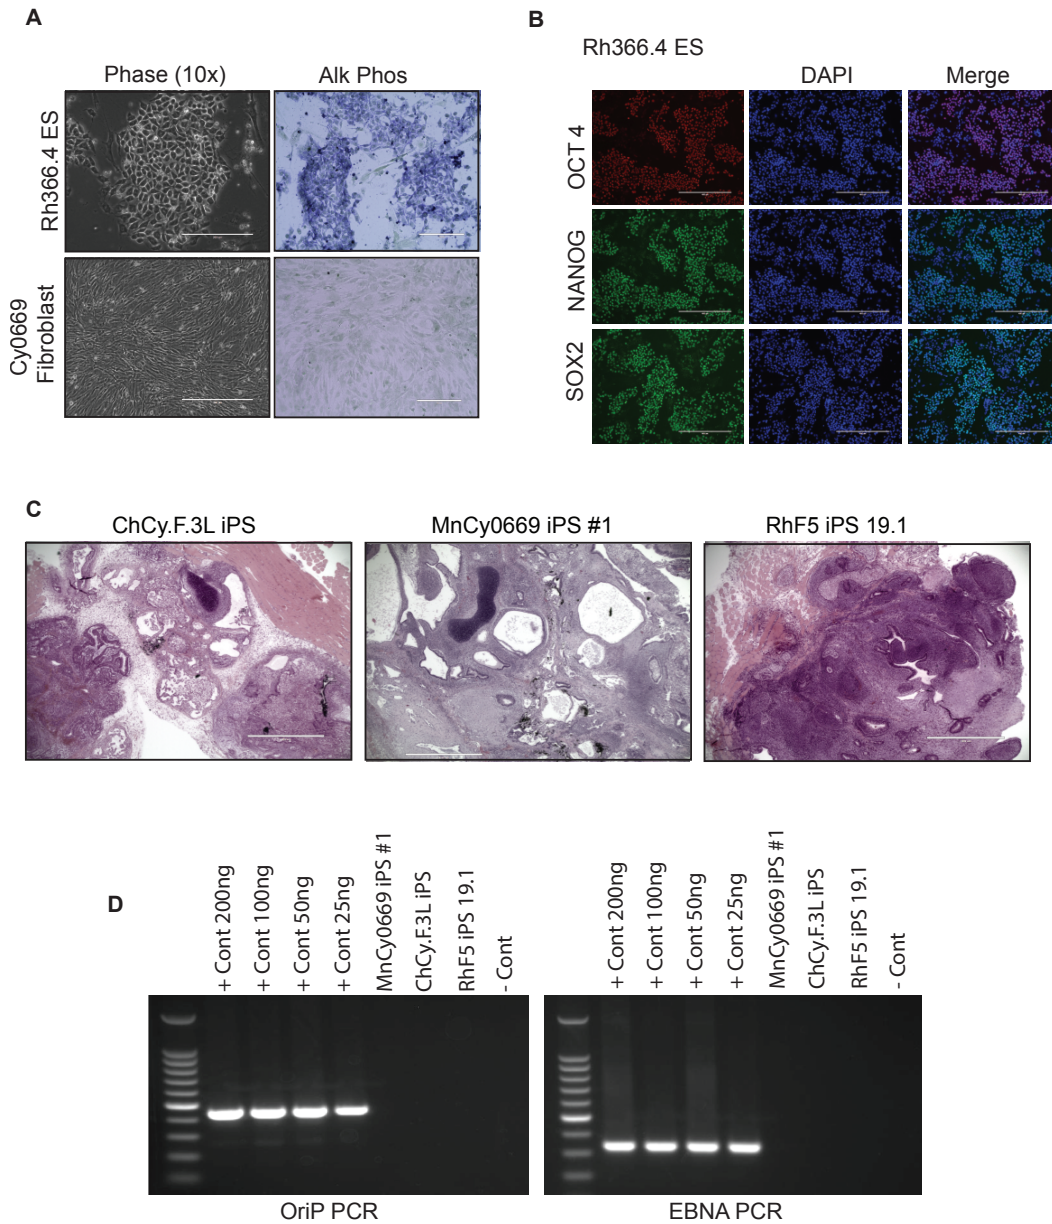 A
Phase (10x)
Alk Phos
Rh366.4 ES
Cy0669
Fibroblast
B
Rh366.4 ES
DAPI
Merge
OCT 4
NANOG
SOX2
C
ChCy.F.3L iPS
MnCy0669 iPS #1
RhF5 iPS 19.1
D
+ Cont 200ng
+ Cont 100ng
+ Cont 50ng
+ Cont 25ng
MnCy0669 iPS #1
ChCy.F.3L iPS
RhF5 iPS 19.1
- Cont
+ Cont 200ng
+ Cont 100ng
+ Cont 50ng
+ Cont 25ng
MnCy0669 iPS #1
ChCy.F.3L iPS
RhF5 iPS 19.1
- Cont
OriP PCR
EBNA PCR